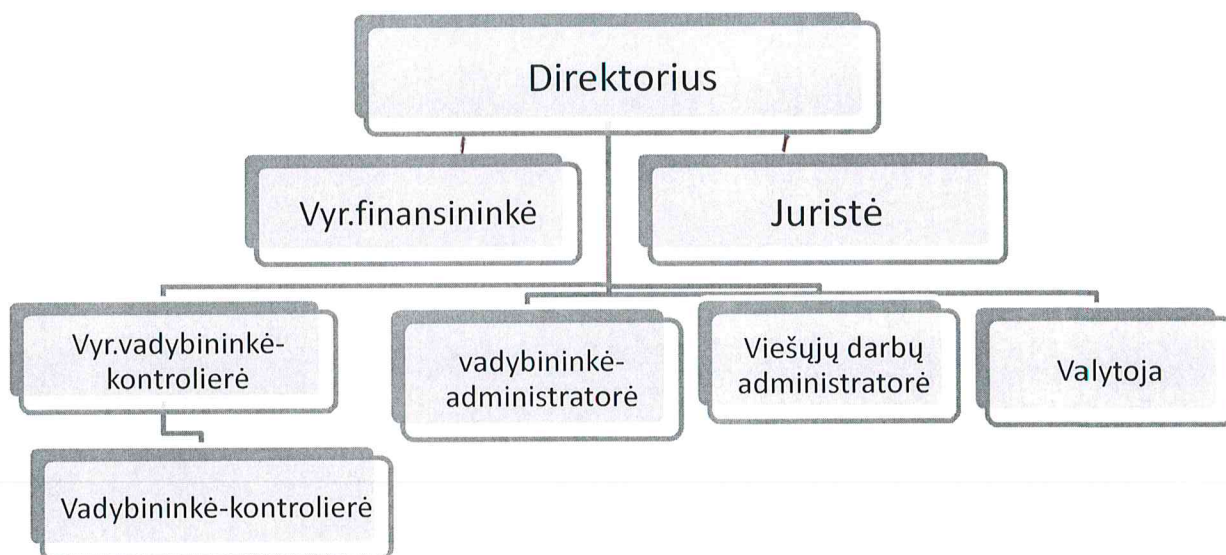 Direktorius
Vyr.finansininkė
Juristė
Vyr.vadybininkė-
kontrolierė
vadybininkė-
administratorė
Viešųjų darbų
administratorė
Valytoja
Vadybininkė-kontrolierė